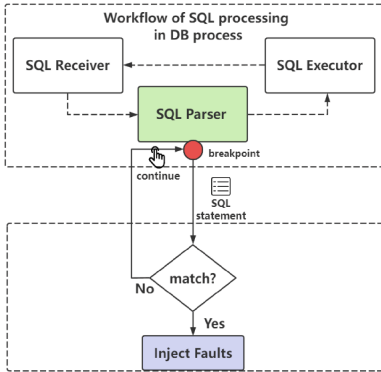 Workflow of SQL processing
in DB process
SQL Receiver
SQL Executor
SQL Parser
breakpoint
continue
SQL
statement
match?
No
Yes
Inject Faults